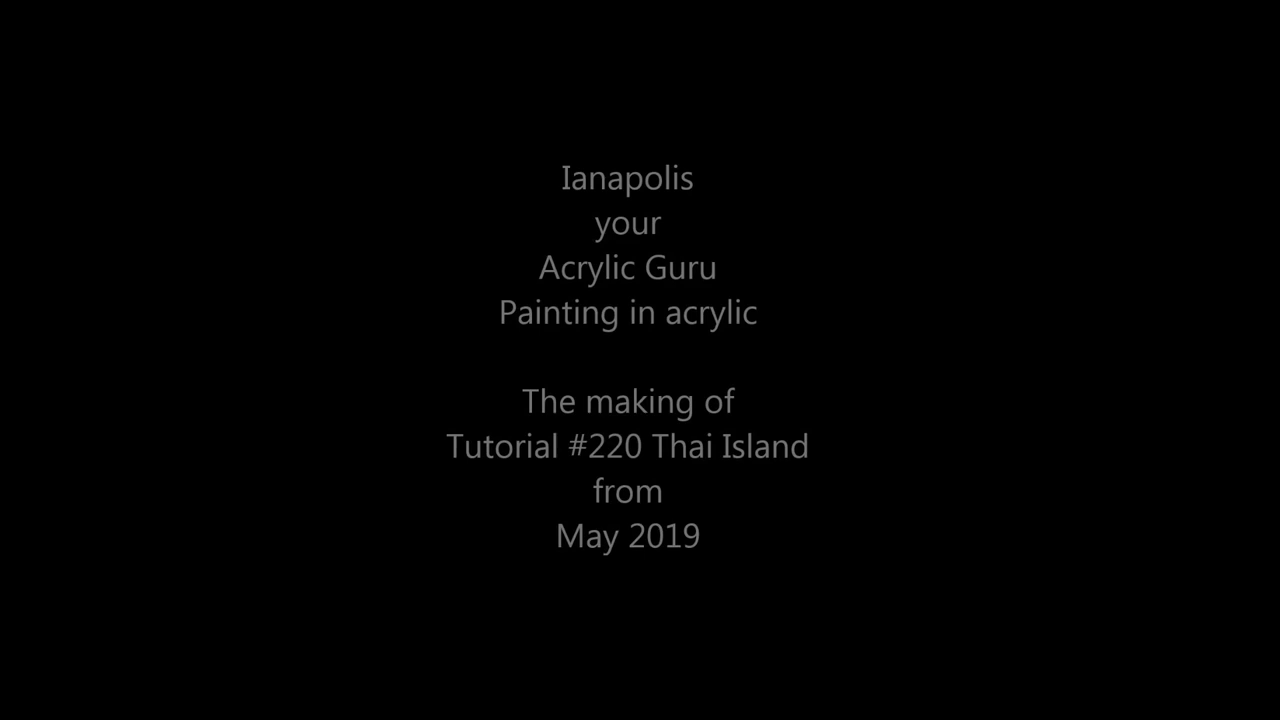 Ianapolis
your
Acrylic Guru
Painting in acrylic
The making of
Tutorial #220 Thai Island
from
May 2019